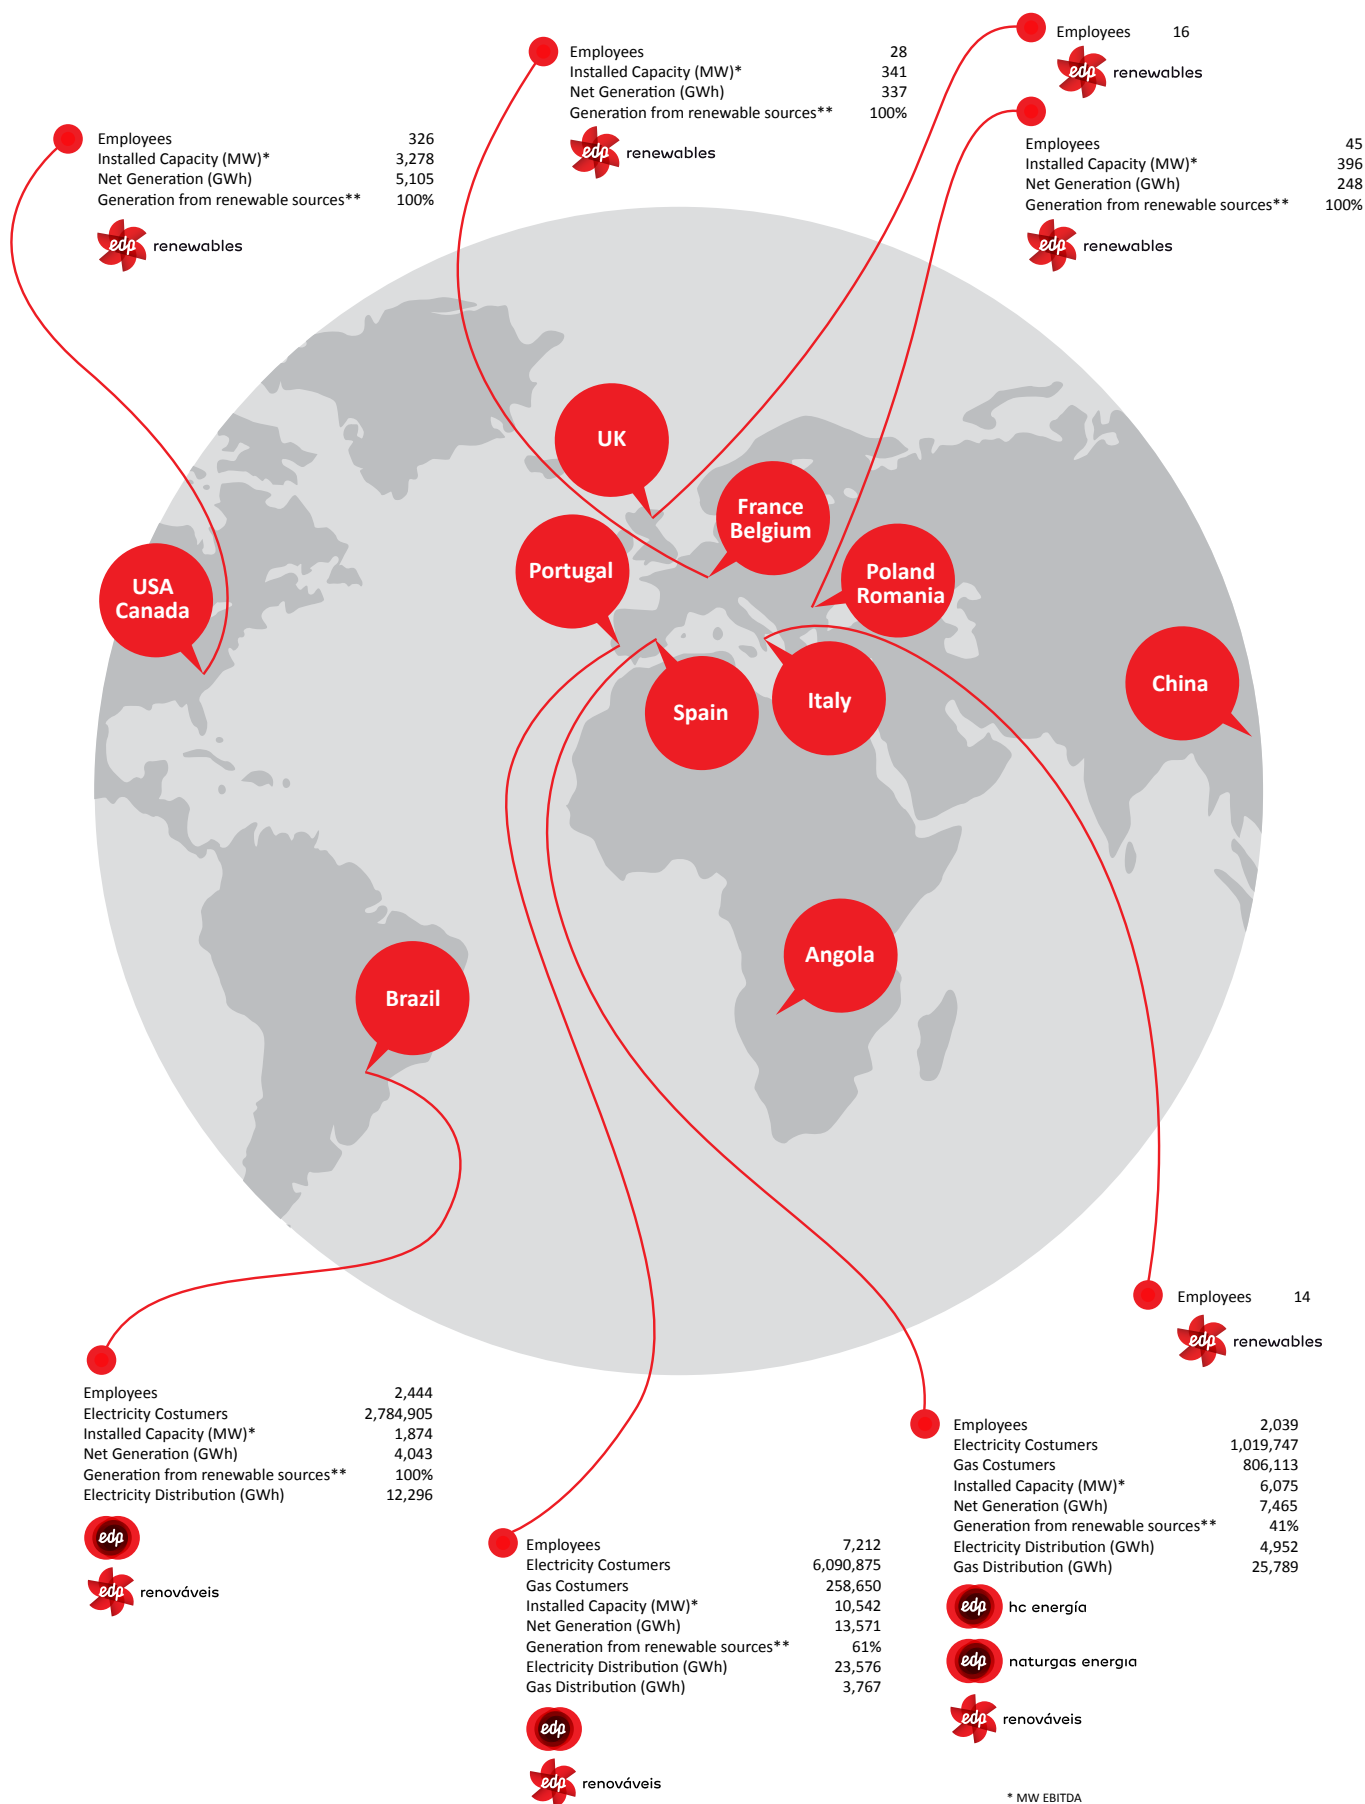 Employees 28
Installed Capacity (MW)* 341
Net Generation (GWh) 337
Generation from renewable sources** 100%
edp renewables
Employees 16
edp renewables
Employees 326
Installed Capacity (MW)* 3,278
Net Generation (GWh) 5,105
Generation from renewable sources** 100%
edp renewables
Employees 45
Installed Capacity (MW)* 396
Net Generation (GWh) 248
Generation from renewable sources** 100%
edp renewables
UK
France
Belgium
Portugal
Poland
Romania
USA
Canada
China
Spain
Italy
Angola
Brazil
Employees 14
edp renewables
Employees 2,444
Electricity Costumers 2,784,905
Installed Capacity (MW)* 1,874
Net Generation (GWh) 4,043
Generation from renewable sources** 100%
Electricity Distribution (GWh) 12,296
edp
edp renováveis
Employees 7,212
Electricity Costumers 6,090,875
Gas Costumers 258,650
Installed Capacity (MW)* 10,542
Net Generation (GWh) 13,571
Generation from renewable sources** 61%
Electricity Distribution (GWh) 23,576
Gas Distribution (GWh) 3,767
edp
edp renováveis
Employees 2,039
Electricity Costumers 1,019,747
Gas Costumers 806,113
Installed Capacity (MW)* 6,075
Net Generation (GWh) 7,465
Generation from renewable sources** 41%
Electricity Distribution (GWh) 4,952
Gas Distribution (GWh) 25,789
edp hc energía
edp naturgas energıa
edp renováveis
* MW EBITDA